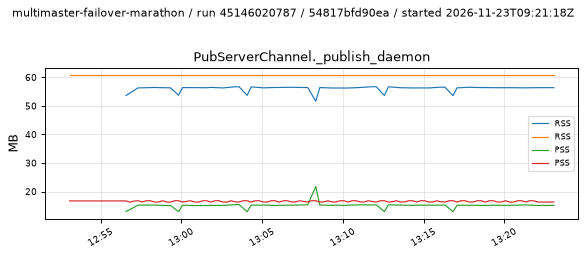 multimaster-failover-marathon / run 45146020787 / 54817bfd90ea / started 2026-11-23T09:21:18Z
PubServerChannel._publish_daemon
MB
60
50
40
30
20
RSS
RSS
PSS
PSS
12:55
13:00
13:05
13:10
13:15
13:20